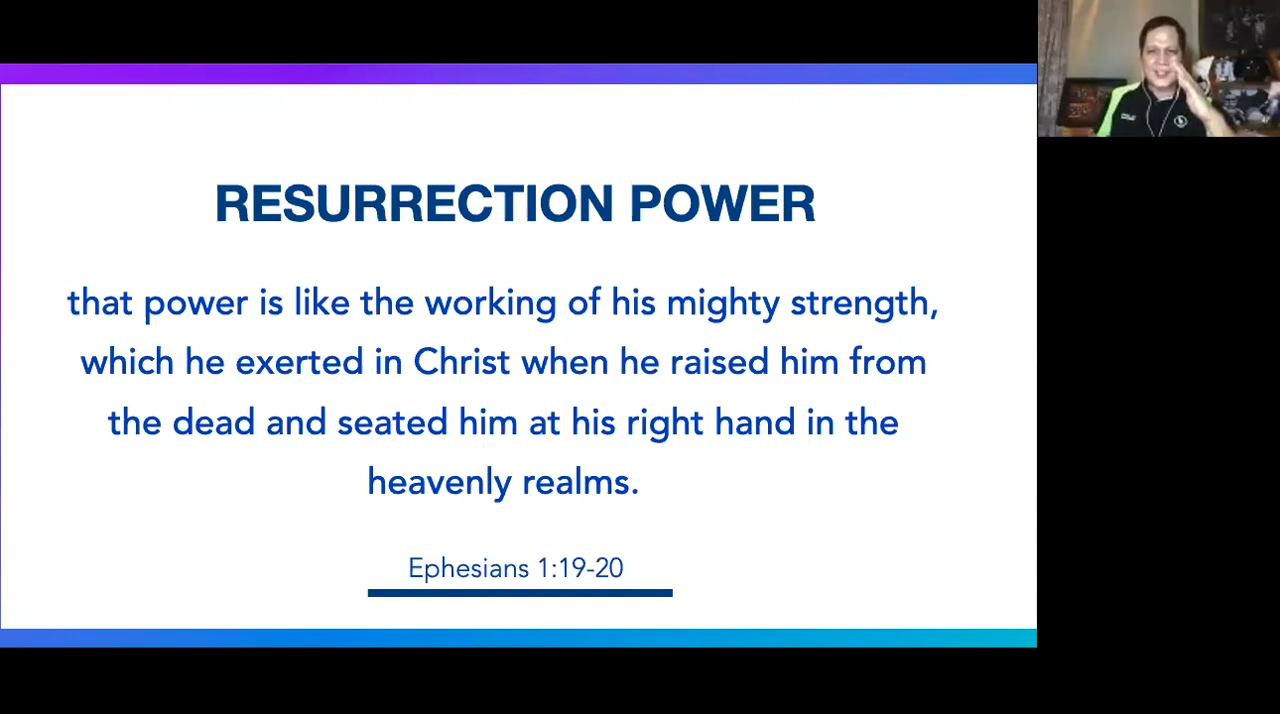 RESURRECTION POWER
that power is like the working of his mighty strength,
which he exerted in Christ when he raised him from
the dead and seated him at his right hand in the
heavenly realms.
Ephesians 1:19-20